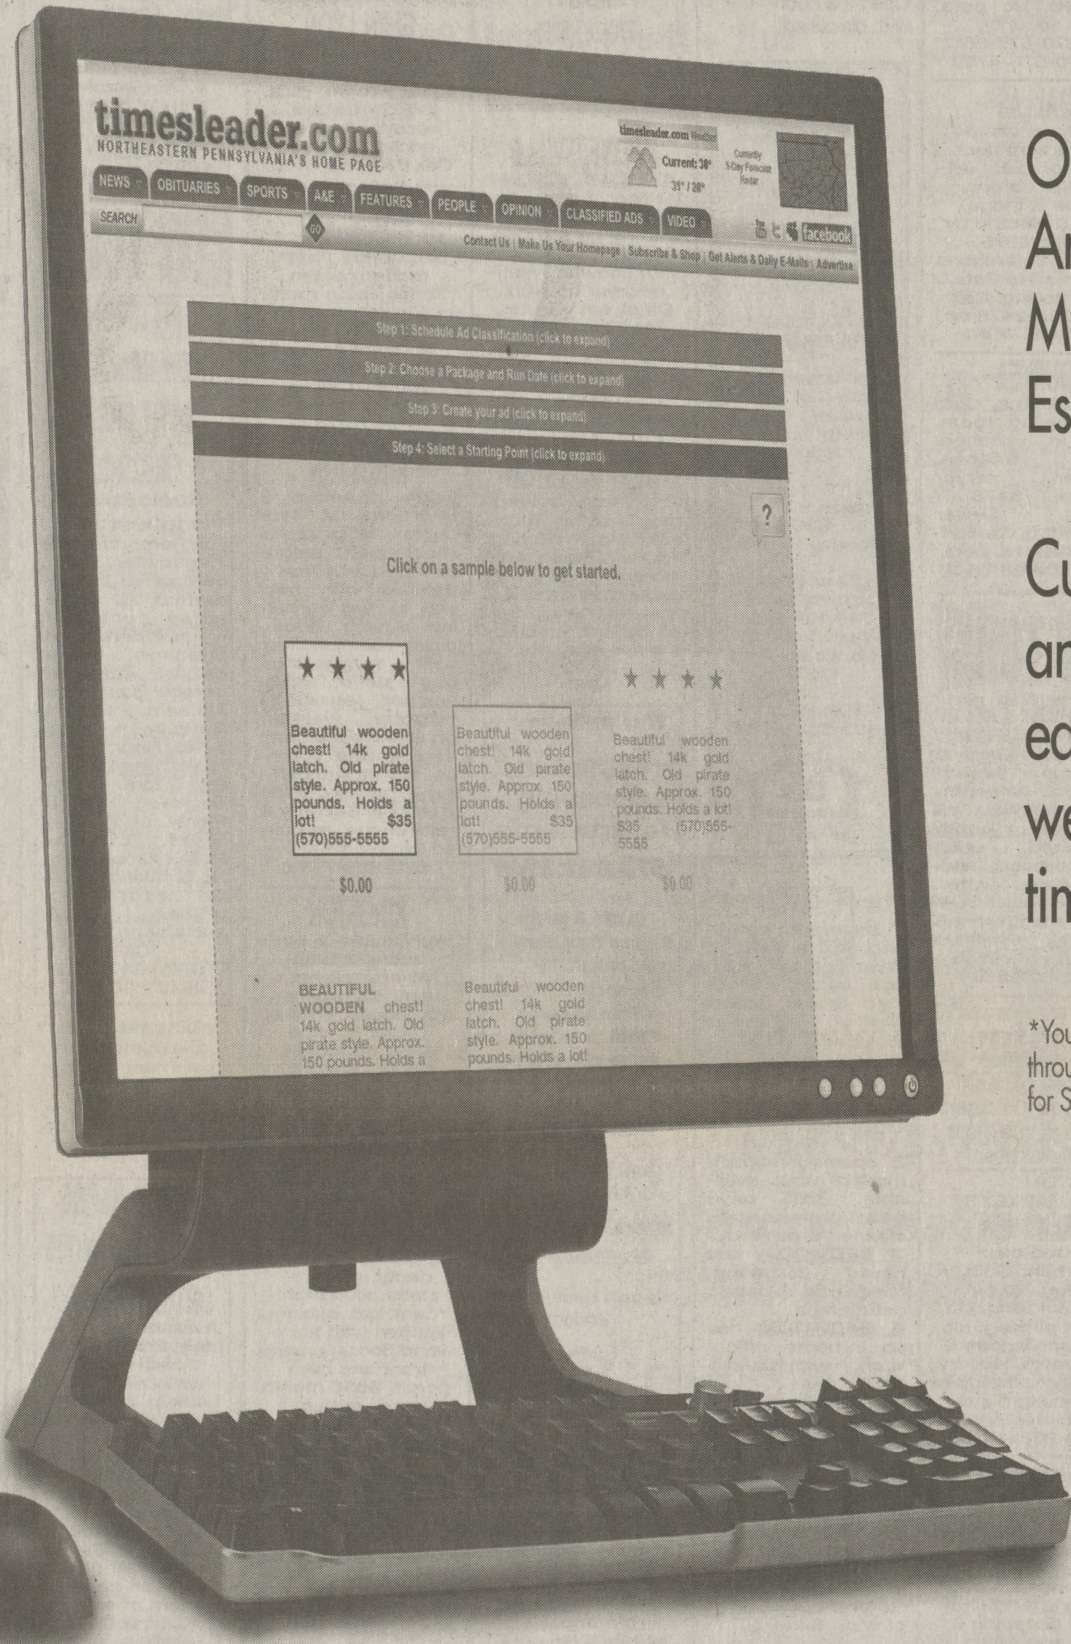 timesleader.com
NORTHEASTERN PENNSYLVANIA'S HOME PAGE
timesleader.com Weather
Current: 38°
31° / 28°
Currently
5-Day Forecast
Radar
NEWS
OBITUARIES
SPORTS
A&E
FEATURES
PEOPLE
OPINION
CLASSIFIED ADS
VIDEO
SEARCH
GO
facebook
Contact Us | Make Us Your Homepage | Subscribe & Shop | Get Alerts & Daily E-Mails | Advertise
Step 1: Schedule Ad Classification (click to expand)
Step 2: Choose a Package and Run Date (click to expand)
Step 3: Create your ad (click to expand)
Step 4: Select a Starting Point (click to expand)
?
Click on a sample below to get started.
★ ★ ★ ★
Beautiful wooden
chest! 14k gold
latch. Old pirate
style. Approx. 150
pounds. Holds a
lot! $35
(570)555-5555
$0.00
Beautiful wooden
chest! 14k gold
latch. Old pirate
style. Approx. 150
pounds. Holds a
lot! $35
(570)555-5555
$0.00
★ ★ ★ ★
Beautiful wooden
chest! 14k gold
latch. Old pirate
style. Approx. 150
pounds. Holds a lot!
$35 (570)555-
5555
$0.00
BEAUTIFUL
WOODEN chest!
14k gold latch. Old
pirate style. Approx.
150 pounds. Holds a
Beautiful wooden
chest! 14k gold
latch. Old pirate
style. Approx. 150
pounds. Holds a lot!
O
M
Es
*You
for S